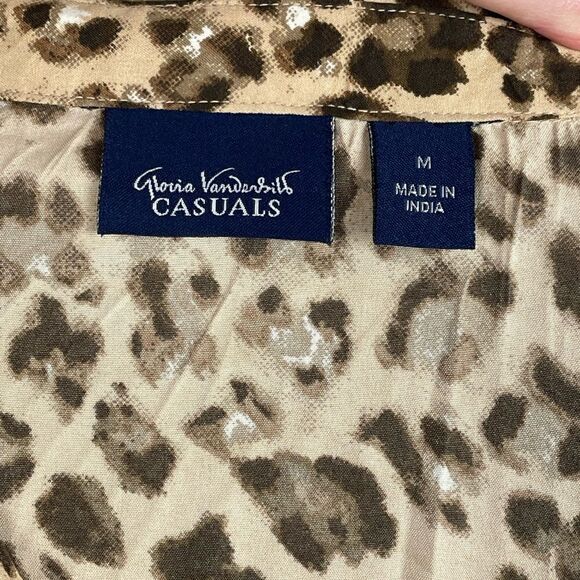 Gloria Vanderbilt
CASUALS
M
MADE IN
INDIA